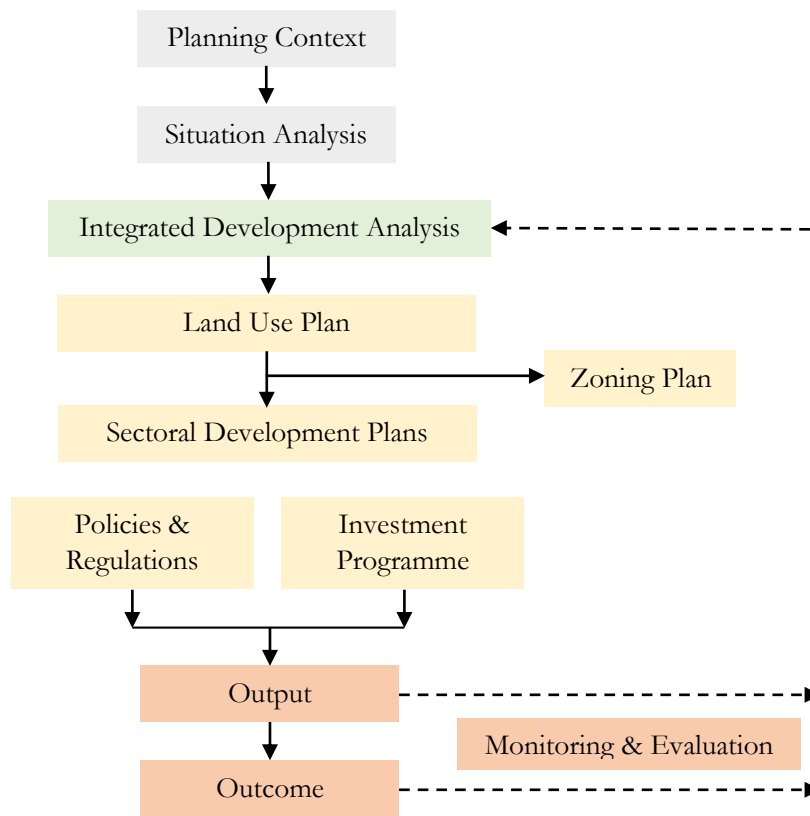 Planning Context
Situation Analysis
Integrated Development Analysis
Land Use Plan
Zoning Plan
Sectoral Development Plans
Policies &
Regulations
Investment
Programme
Output
Monitoring & Evaluation
Outcome